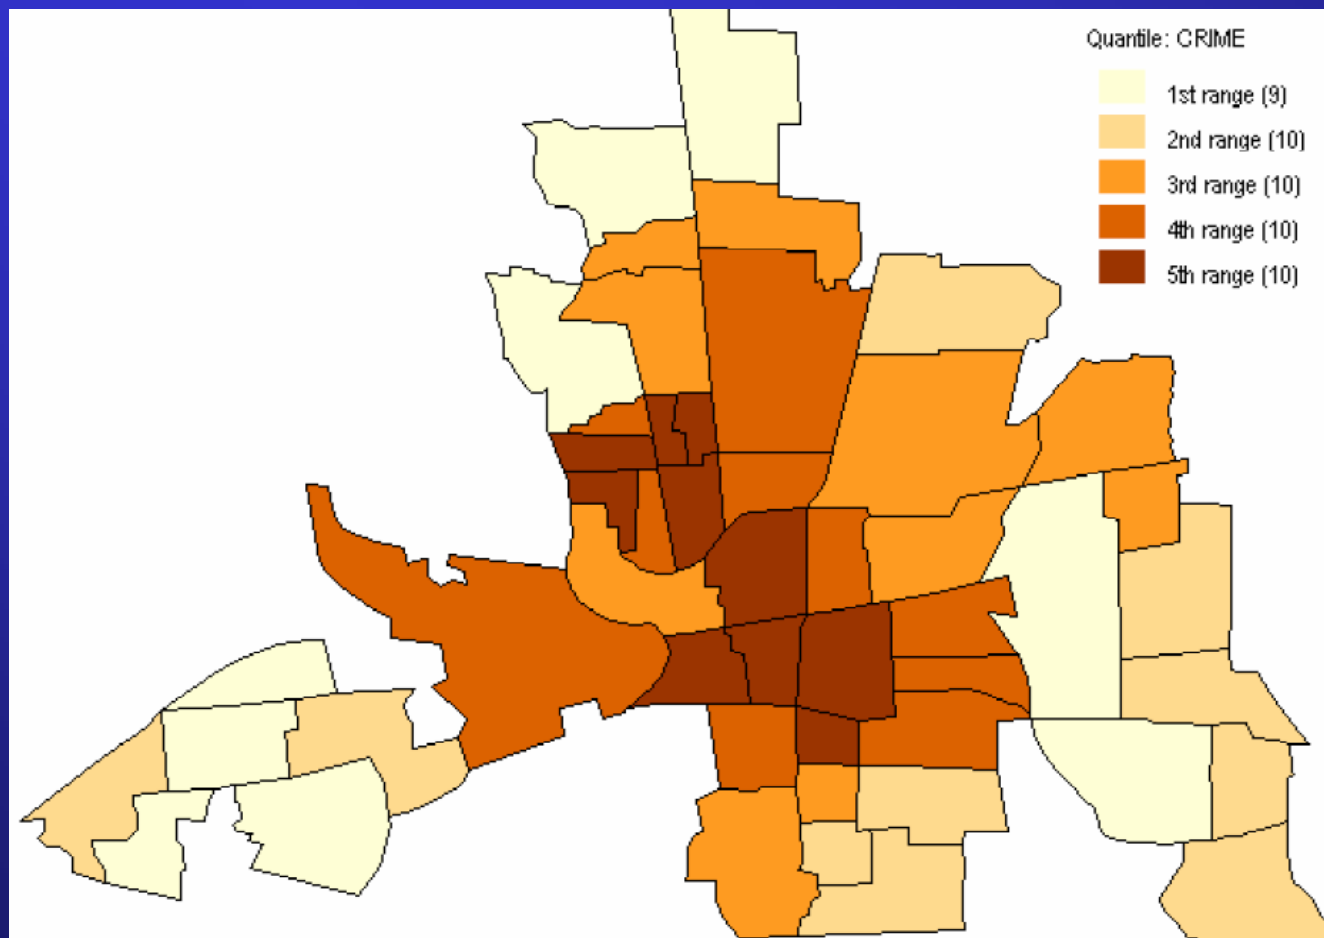 Quantile: CRIME
1st range (9)
2nd range (10)
3rd range (10)
4th range (10)
5th range (10)